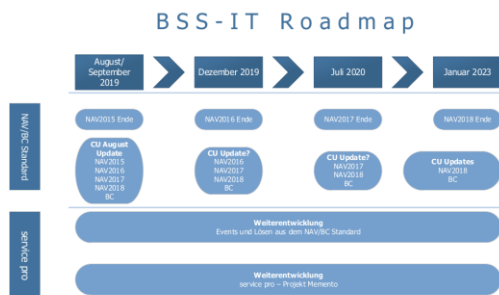 BSS-IT Roadmap
August/
September
2019
Dezember 2019
Juli 2020
Januar 2023
NAV/BC Standard
NAV2015 Ende
NAV2016 Ende
NAV2017 Ende
NAV2018 Ende
CU August
Update
NAV2015
NAV2016
NAV2017
NAV2018
BC
CU Update?
NAV2016
NAV2017
NAV2018
BC
CU Update?
NAV2017
NAV2018
BC
CU Updates
NAV2018
BC
service pro
Weiterentwicklung
Events und Lösen aus dem NAV/BC Standard
Weiterentwicklung
service pro – Projekt Memento